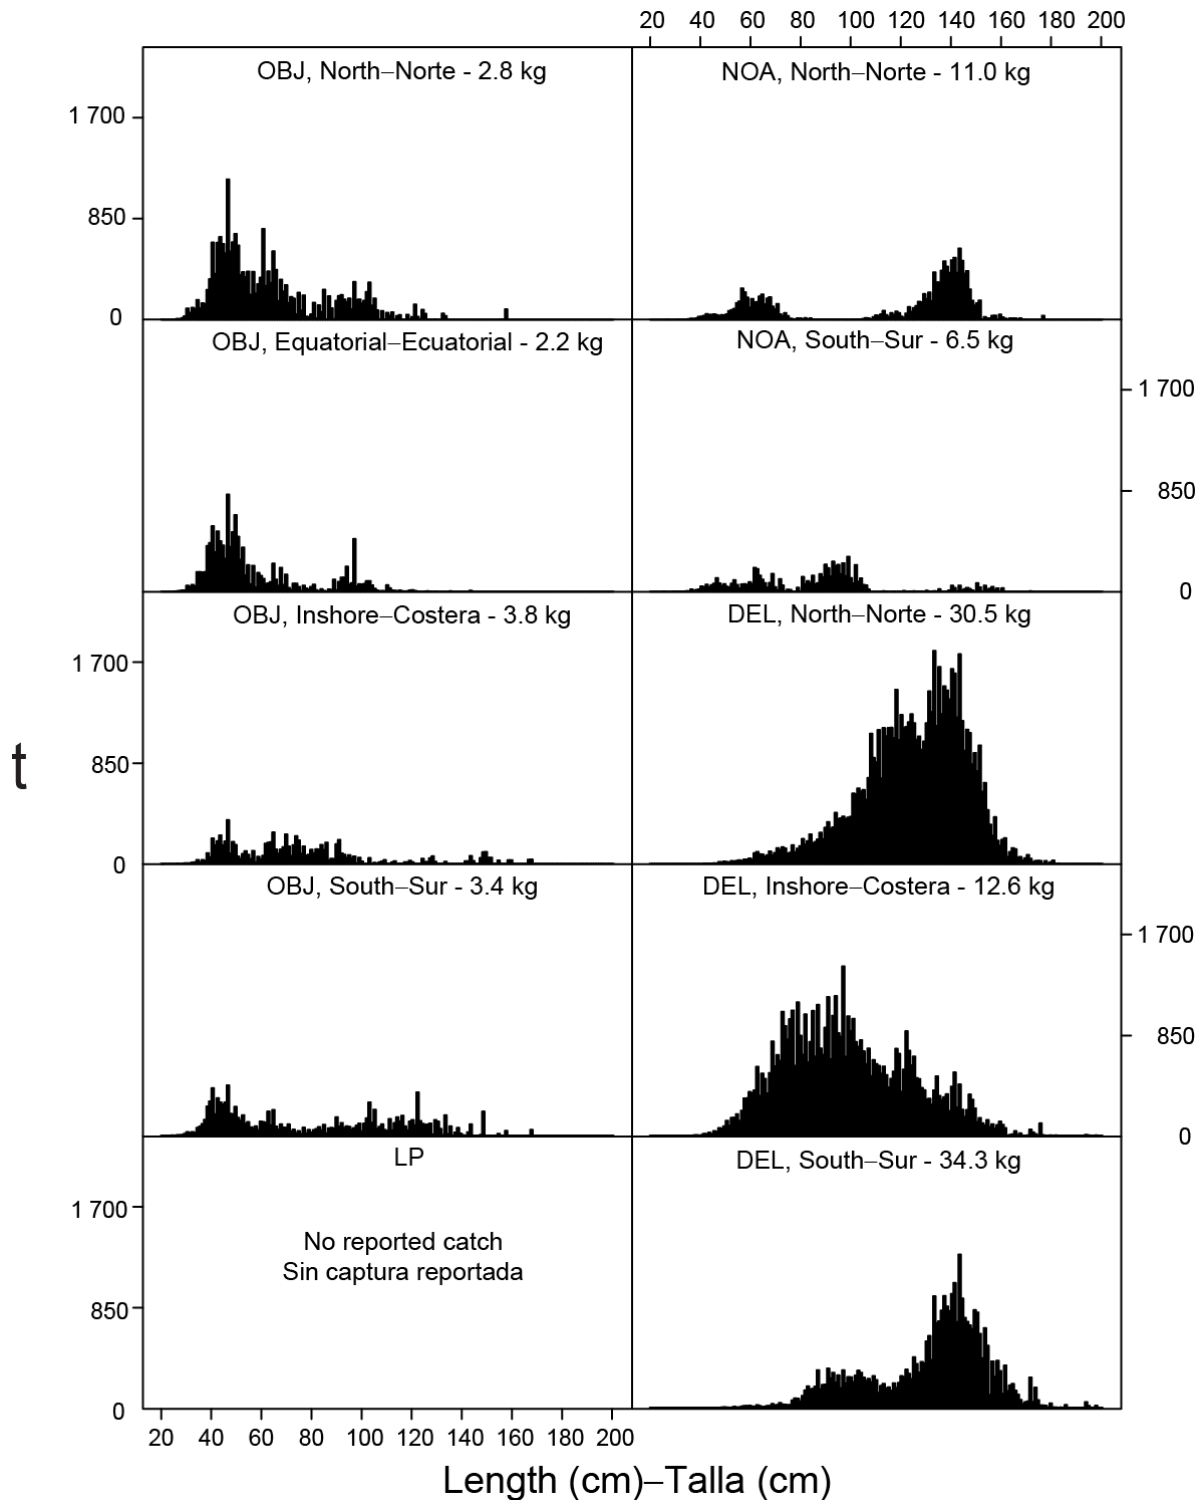 20 40 60 80 100 120 140 160 180 200
OBJ, North–Norte - 2.8 kg
1 700
850
0
NOA, North–Norte - 11.0 kg
OBJ, Equatorial–Ecuatorial - 2.2 kg
NOA, South–Sur - 6.5 kg
1 700
850
0
OBJ, Inshore–Costera - 3.8 kg
1 700
850
0
DEL, North–Norte - 30.5 kg
OBJ, South–Sur - 3.4 kg
DEL, Inshore–Costera - 12.6 kg
1 700
850
0
LP
No reported catch
Sin captura reportada
1 700
850
0
DEL, South–Sur - 34.3 kg
t
20 40 60 80 100 120 140 160 180 200
Length (cm)–Talla (cm)